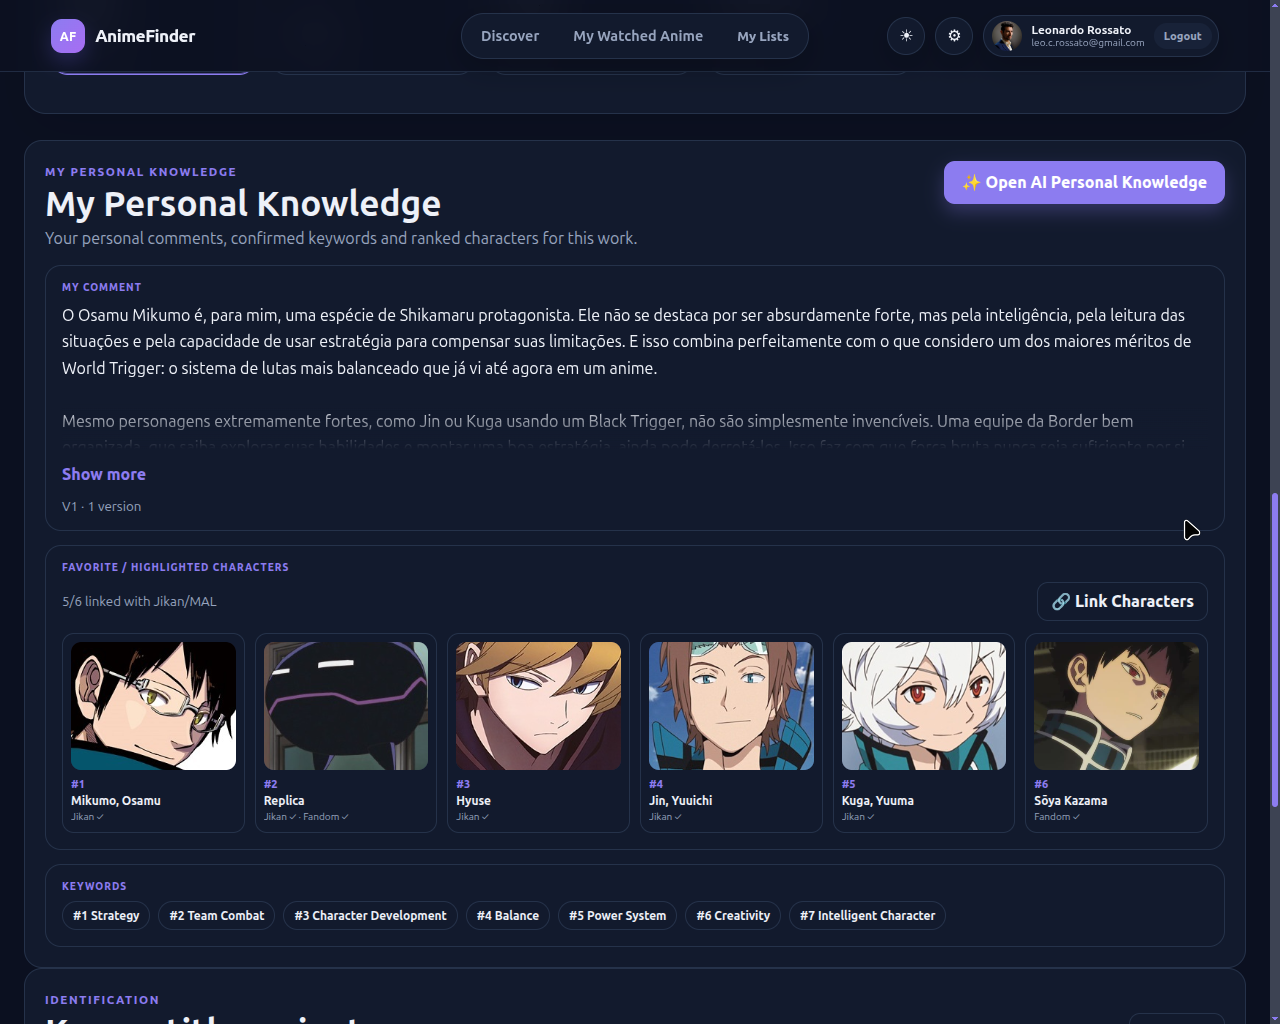 AF AnimeFinder
Discover My Watched Anime My Lists
Leonardo Rossato
leo.c.rossato@gmail.com
Logout
MY PERSONAL KNOWLEDGE
My Personal Knowledge
Your personal comments, confirmed keywords and ranked characters for this work.
✨ Open AI Personal Knowledge
MY COMMENT
O Osamu Mikumo é, para mim, uma espécie de Shikamaru protagonista. Ele não se destaca por ser absurdamente forte, mas pela inteligência, pela leitura das
situações e pela capacidade de usar estratégia para compensar suas limitações. E isso combina perfeitamente com o que considero um dos maiores méritos de
World Trigger: o sistema de lutas mais balanceado que já vi até agora em um anime.
Mesmo personagens extremamente fortes, como Jin ou Kuga usando um Black Trigger, não são simplesmente invencíveis. Uma equipe da Border bem
Show more
V1 · 1 version
FAVORITE / HIGHLIGHTED CHARACTERS
5/6 linked with Jikan/MAL
🔗 Link Characters
#1
Mikumo, Osamu
Jikan ✓
#2
Replica
Jikan ✓ · Fandom ✓
#3
Hyuse
Jikan ✓
#4
Jin, Yuuichi
Jikan ✓
#5
Kuga, Yuuma
Jikan ✓
#6
Sōya Kazama
Fandom ✓
KEYWORDS
#1 Strategy #2 Team Combat #3 Character Development #4 Balance #5 Power System #6 Creativity #7 Intelligent Character
IDENTIFICATION